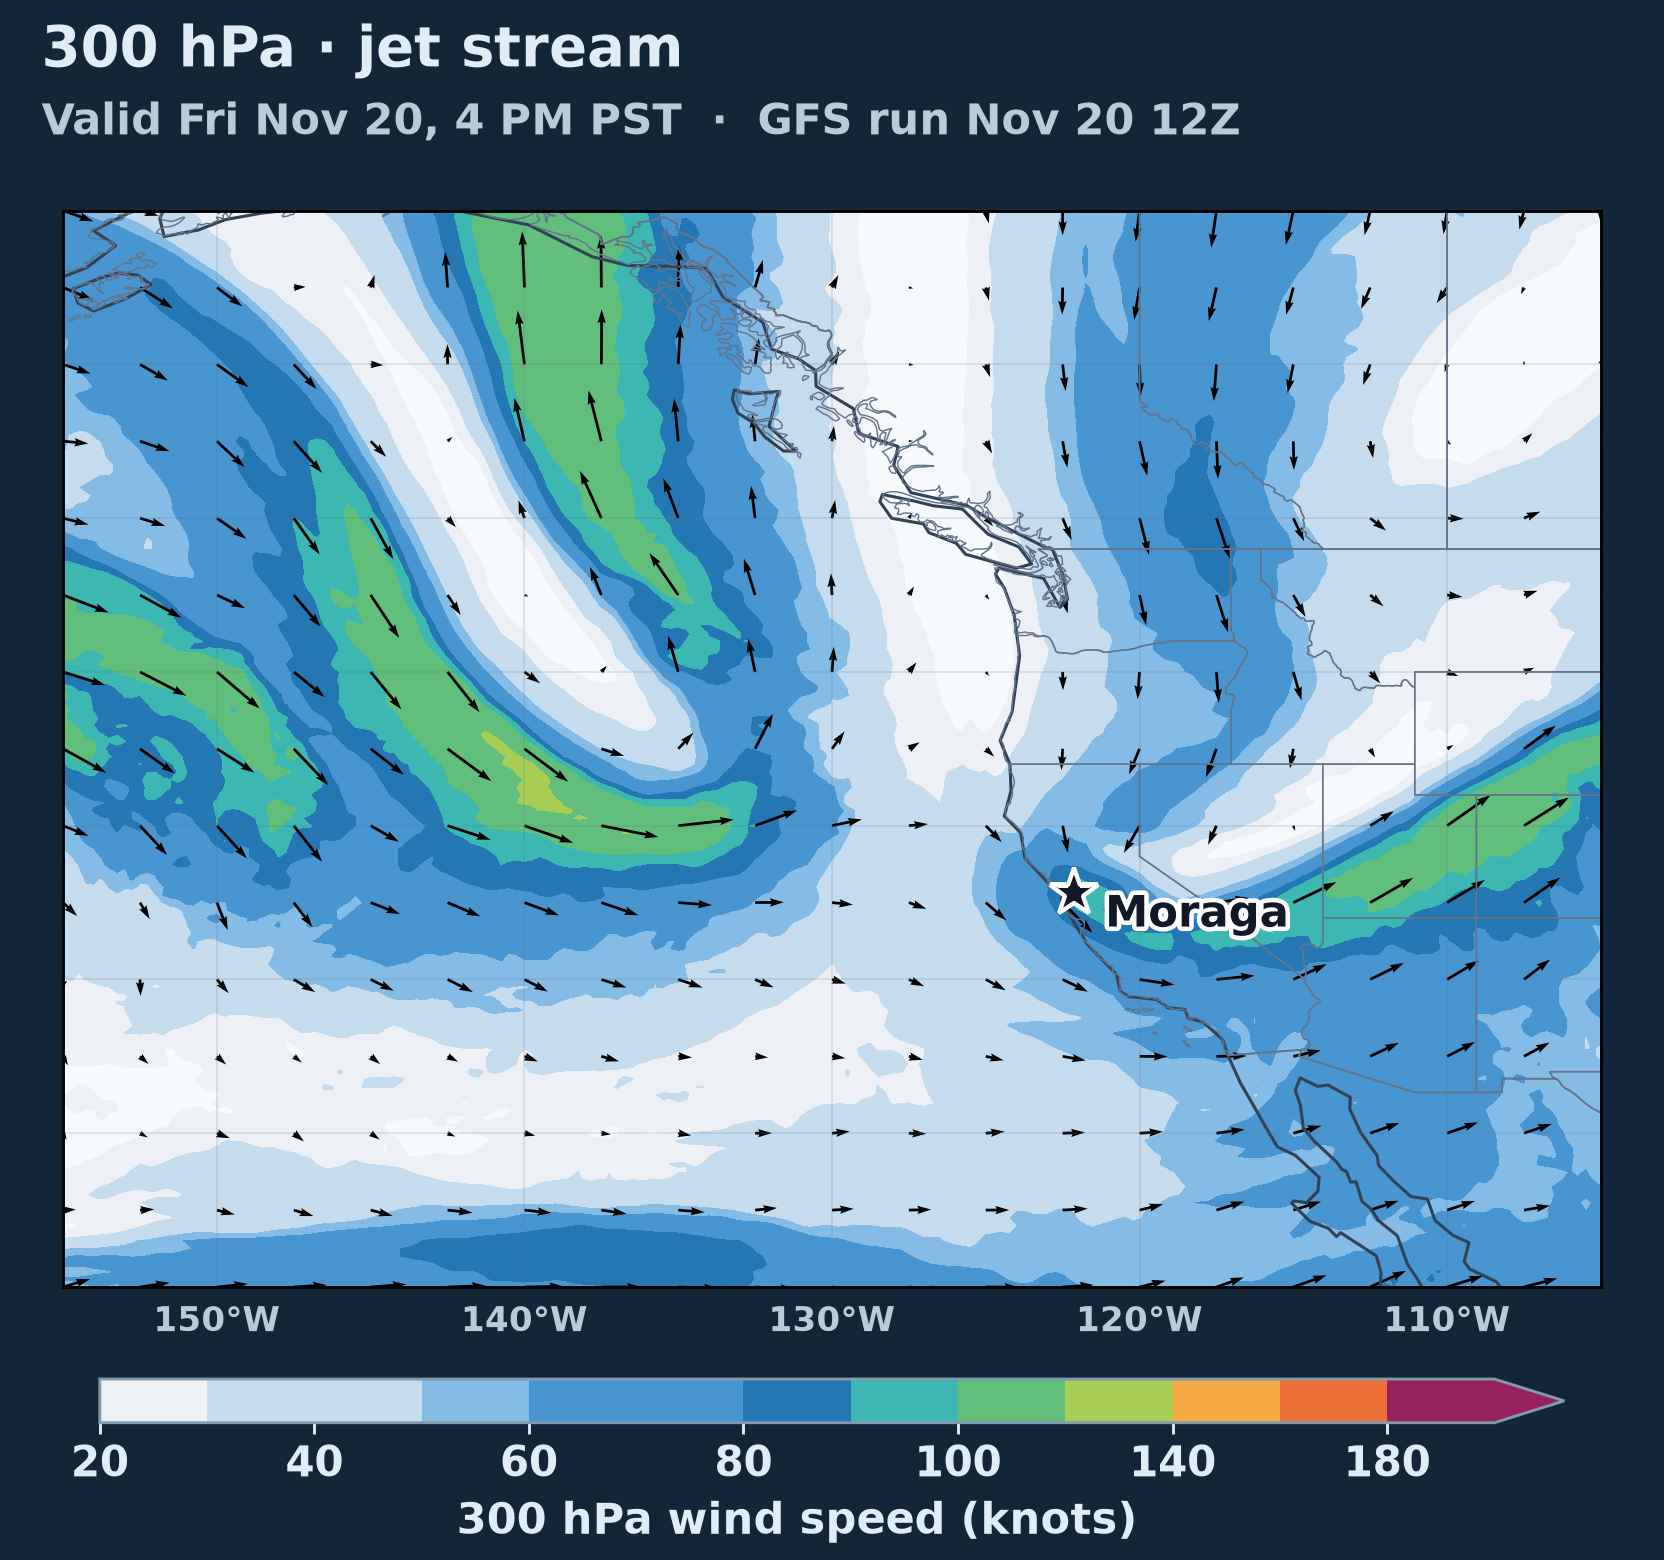 300 hPa · jet stream
Valid Fri Nov 20, 4 PM PST · GFS run Nov 20 12Z
Moraga
150°W 140°W 130°W 120°W 110°W
20 40 60 80 100 140 180
300 hPa wind speed (knots)